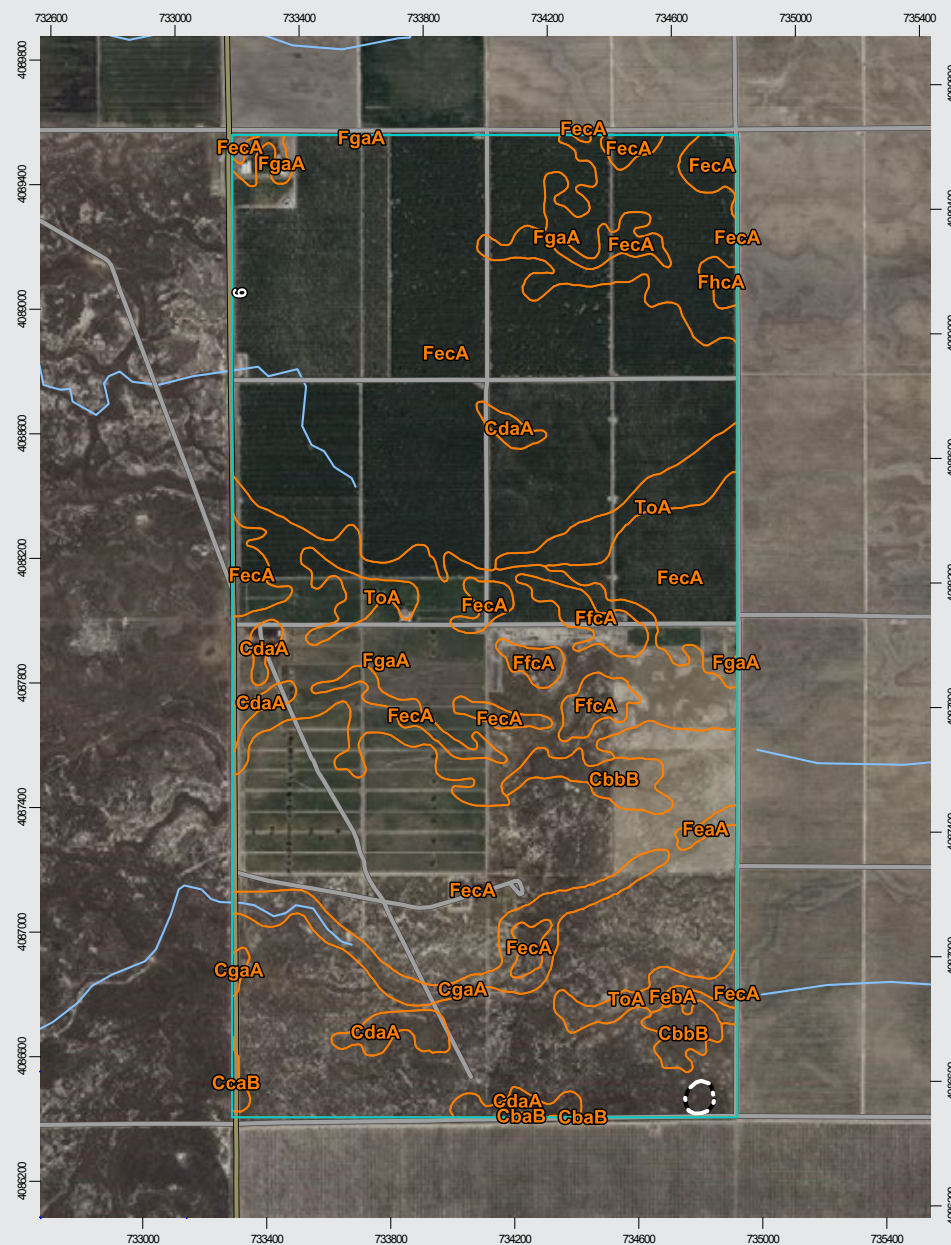 732600 733000 733400 733800 734200 734600 735000 735400
4089800
FecA FgaA FecA FecA
FgaA FecA
4089400
FgaA FecA FecA
FhcA
6
4089000
FecA
4088600
CdaA
ToA
4088200
FecA FecA
ToA FecA
FfcA
CdaA FgaA FfcA FgaA
4087800
CdaA FecA FecA FfcA
CbbB
4087400
FeaA
FecA
4087000
FecA
CgaA
CgaA ToA FebA FecA
CdaA CbbB
4086600
CcaB
CdaA
CbaB CbaB
4086200
733000 733400 733800 734200 734600 735000 735400